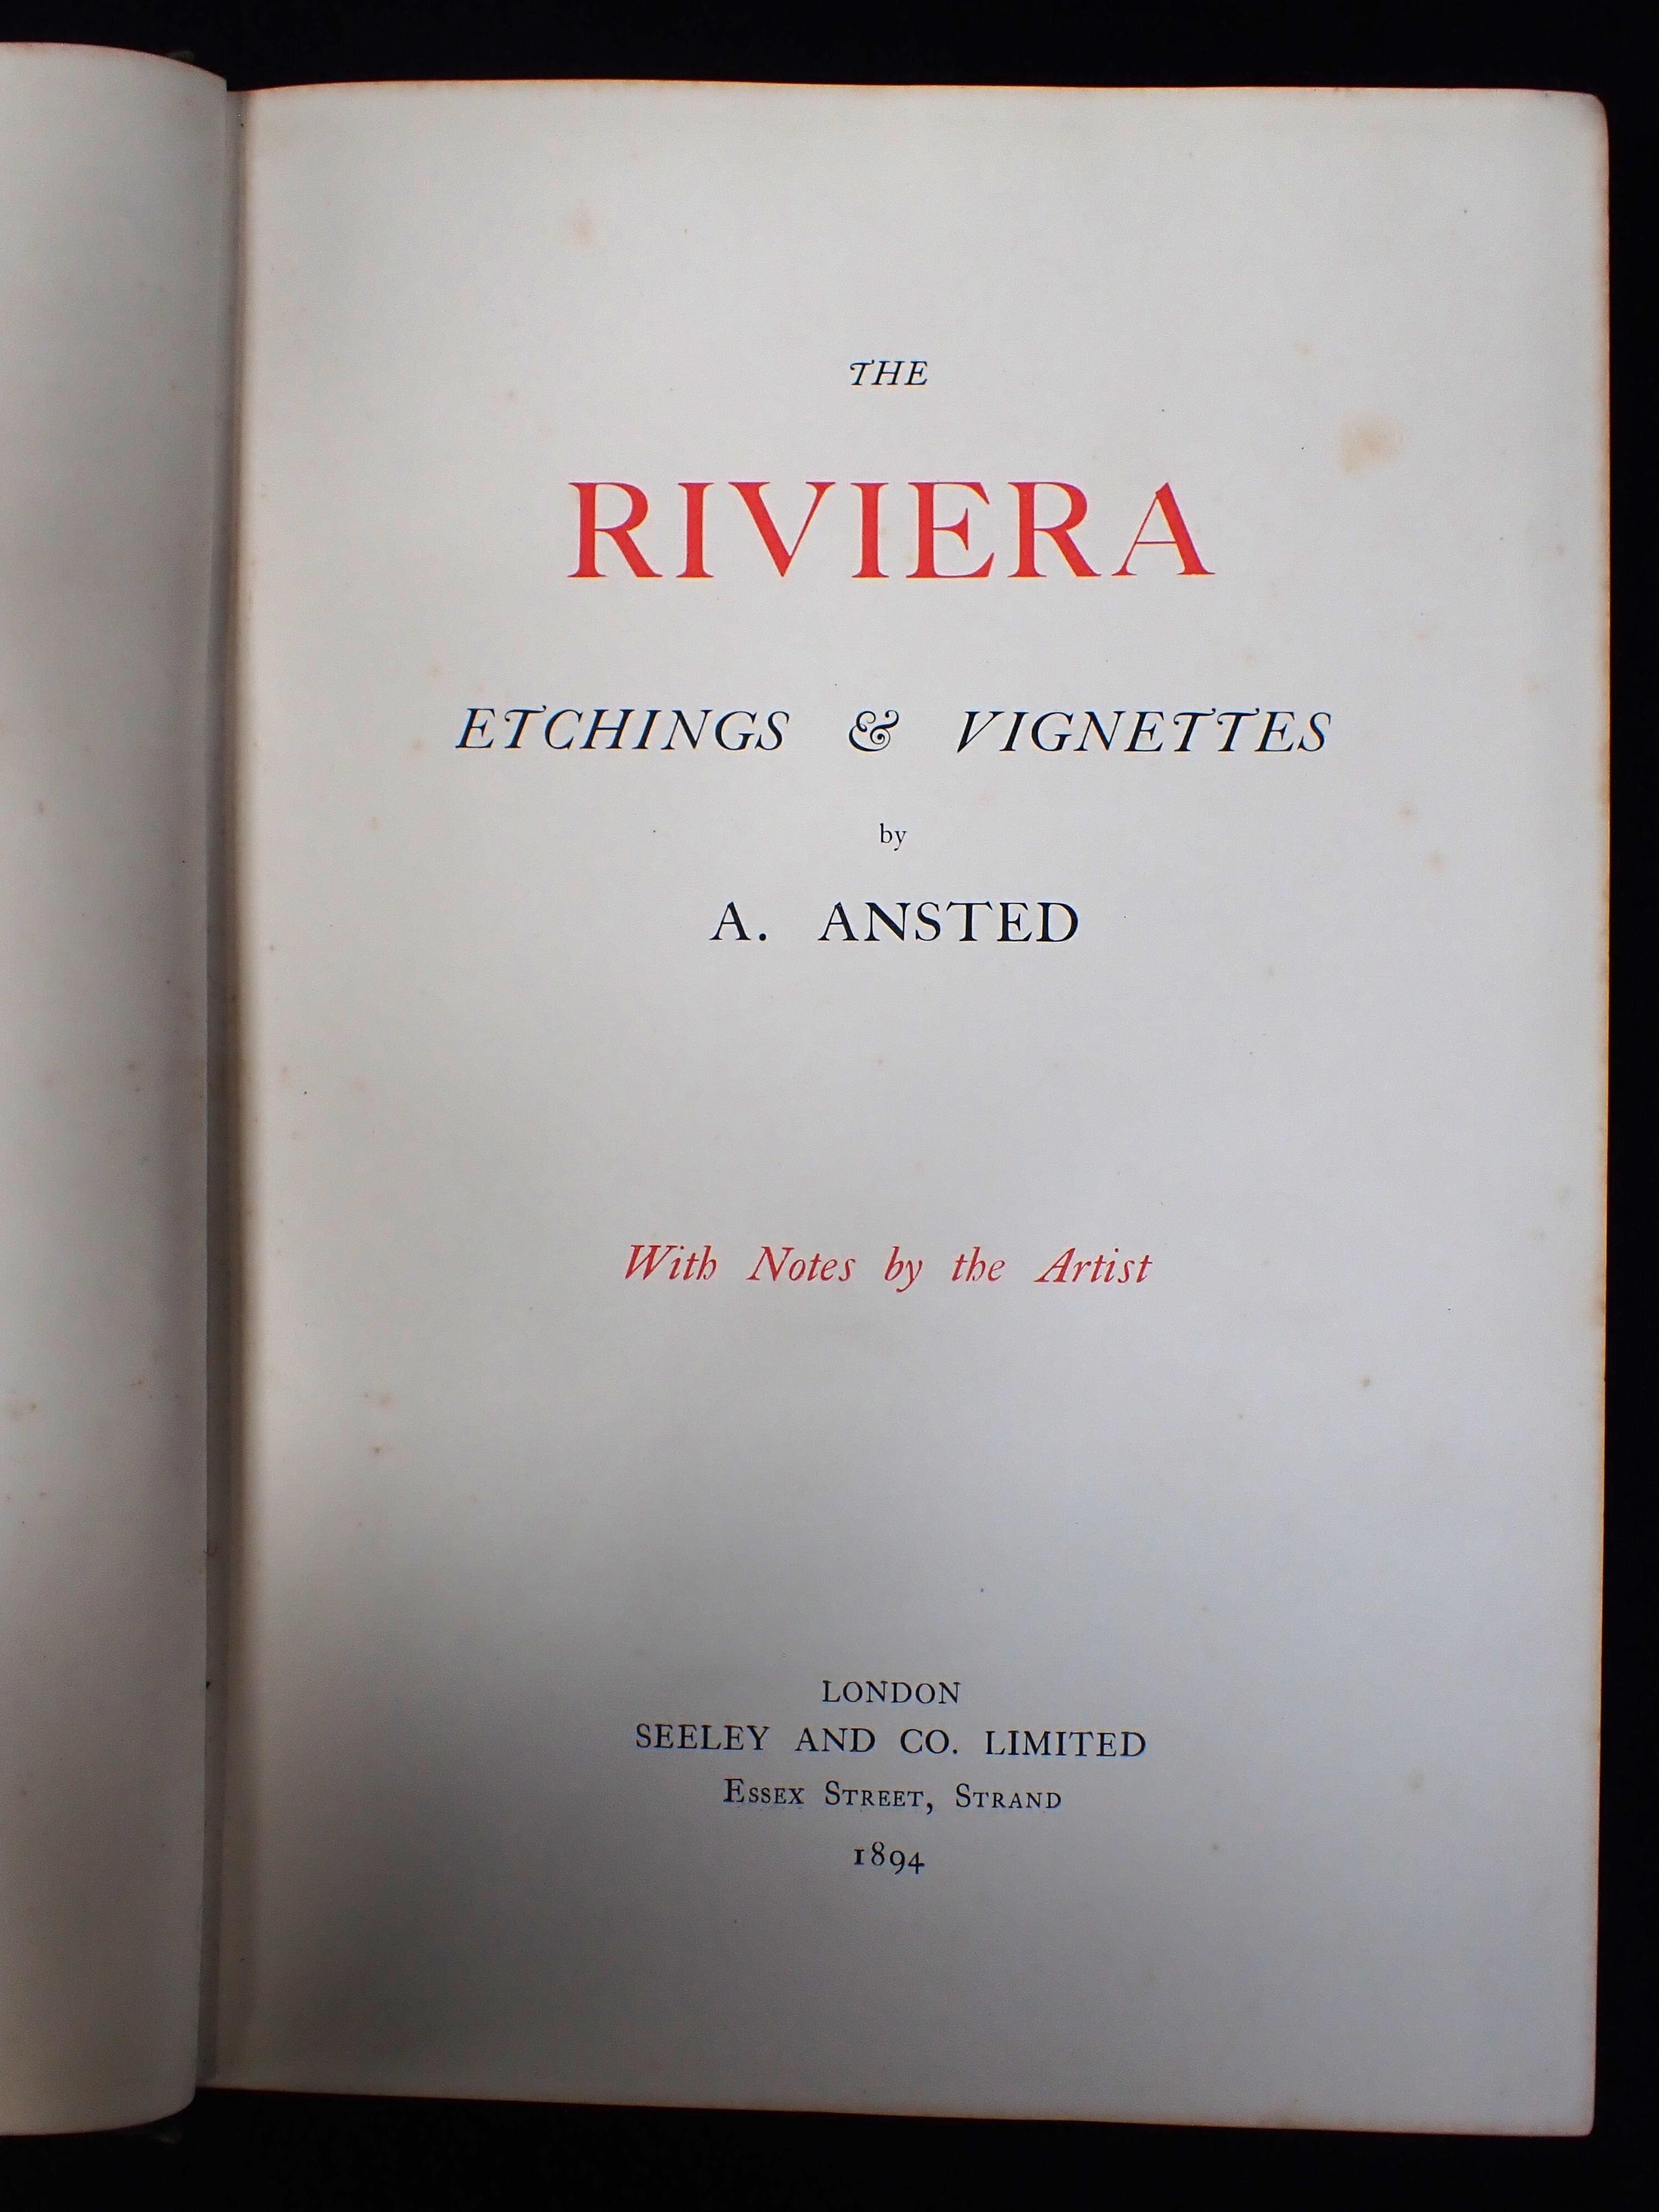 THE
RIVIERA
ETCHINGS & VIGNETTES
by
A. ANSTED
With Notes by the Artist
LONDON
SEELEY AND CO. LIMITED
ESSEX STREET, STRAND
1894